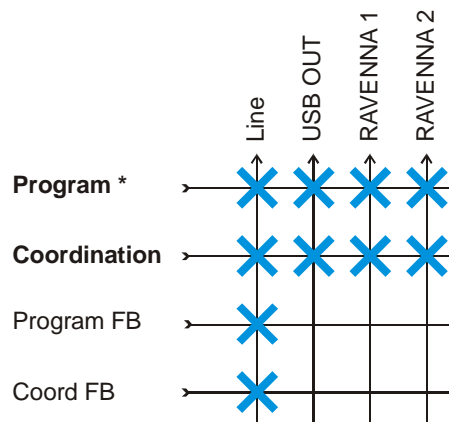 Line
USB OUT
RAVENNA 1
RAVENNA 2
Program *
Coordination
Program FB
Coord FB